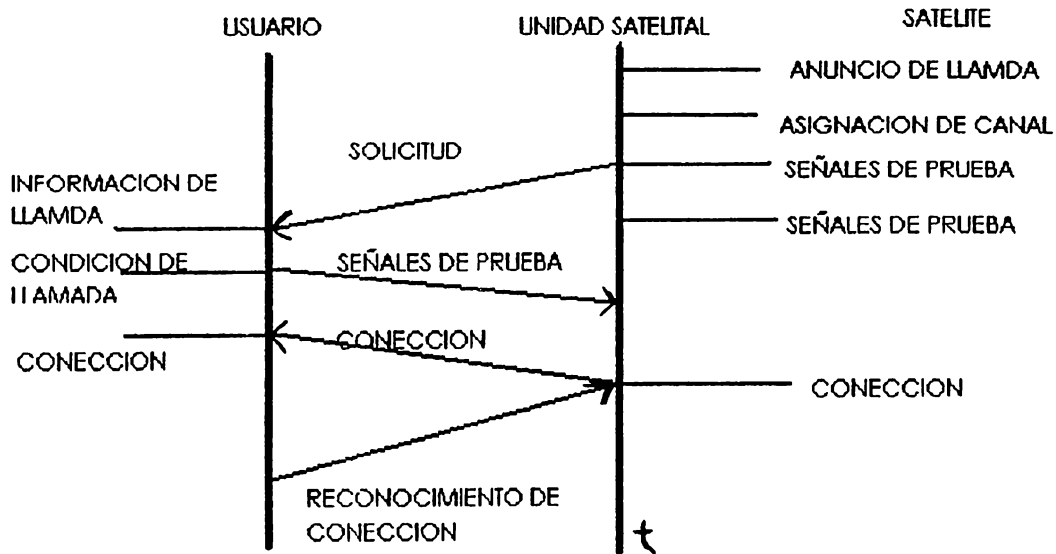 USUARIO
UNIDAD SATELITAL
SATELITE
ANUNCIO DE LLAMDA
ASIGNACION DE CANAL
SOLICITUD
SEÑALES DE PRUEBA
INFORMACION DE
LLAMDA
SEÑALES DE PRUEBA
CONDICION DE
LLAMADA
SEÑALES DE PRUEBA
CONECCION
CONECCION
CONECCION
RECONOCIMIENTO DE
CONECCION
t